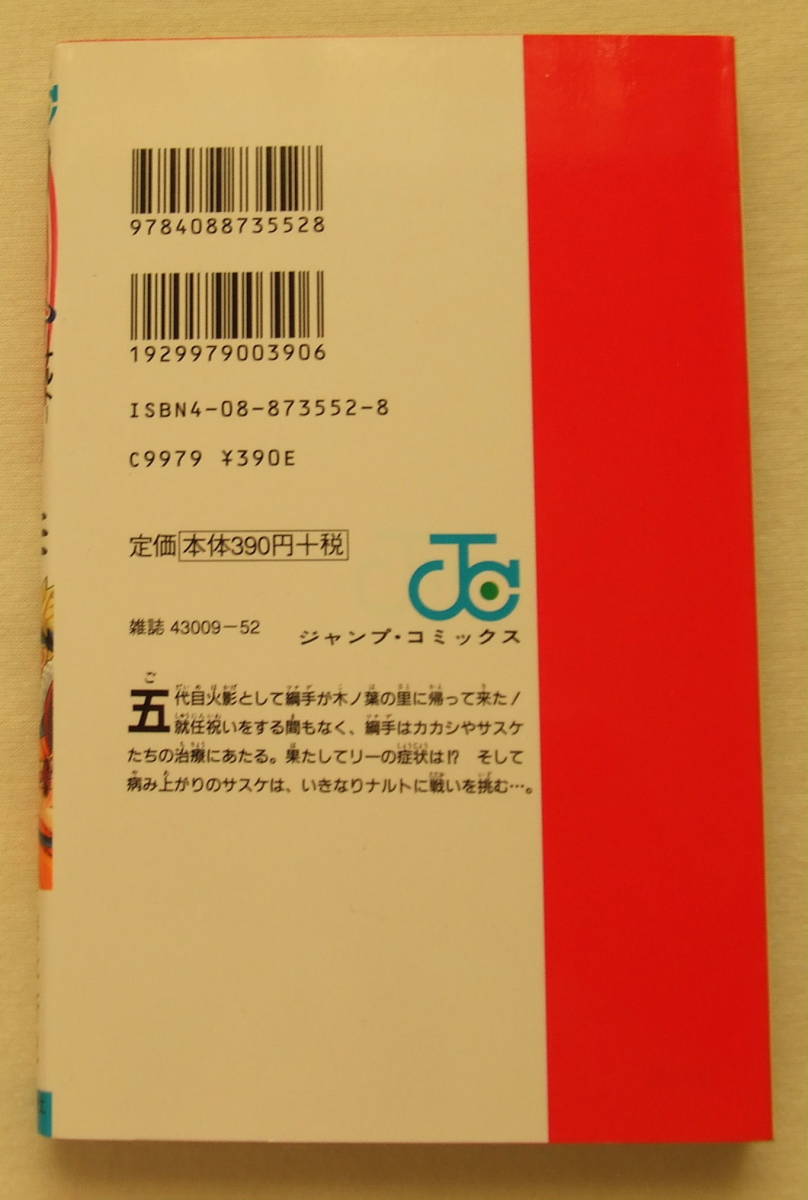 9784088735528
1929979003906
ISBN4-08-873552-8
C9979 ¥390E
定価 本体390円+税
雑誌 43009-52
ジャンプ・コミックス
五代目火影として綱手が木ノ葉の里に帰って来た!
就任祝いをする間もなく、綱手はカカシやサスケ
たちの治療にあたる。果たしてリーの症状は!? そして
病み上がりのサスケは、いきなりナルトに戦いを挑む…。